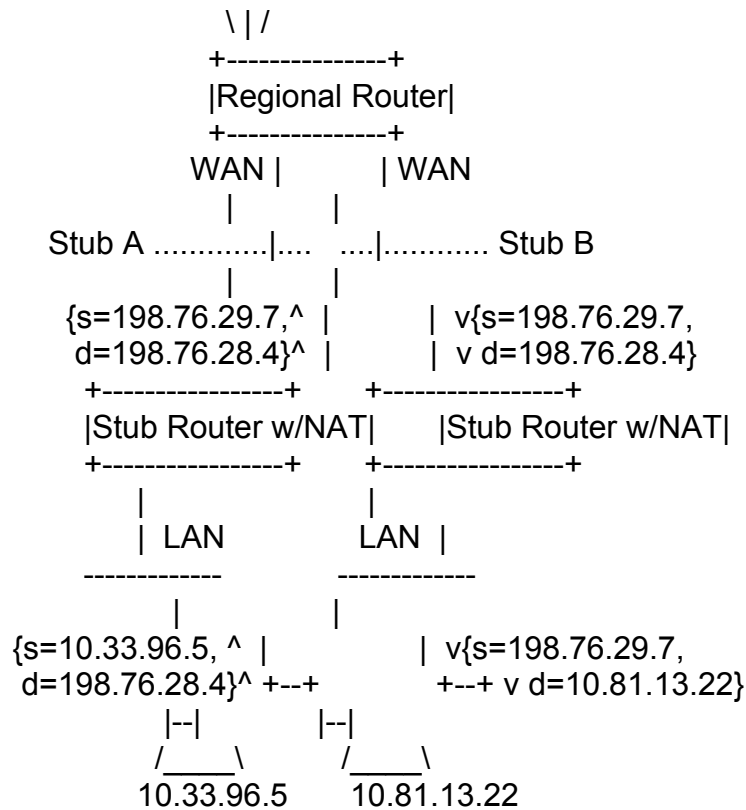 \ | /
+---------------+
|Regional Router|
+---------------+
WAN | | WAN
| |
Stub A .............|.... ....|............ Stub B
| |
{s=198.76.29.7,^ | | v{s=198.76.29.7,
d=198.76.28.4}^ | | v d=198.76.28.4}
+-----------------+ +-----------------+
|Stub Router w/NAT| |Stub Router w/NAT|
+-----------------+ +-----------------+
| |
| LAN LAN |
------------- -------------
| |
{s=10.33.96.5, ^ | | v{s=198.76.29.7,
d=198.76.28.4}^ +--+ +--+ v d=10.81.13.22}
|--| |--|
/____\ /____\
10.33.96.5 10.81.13.22